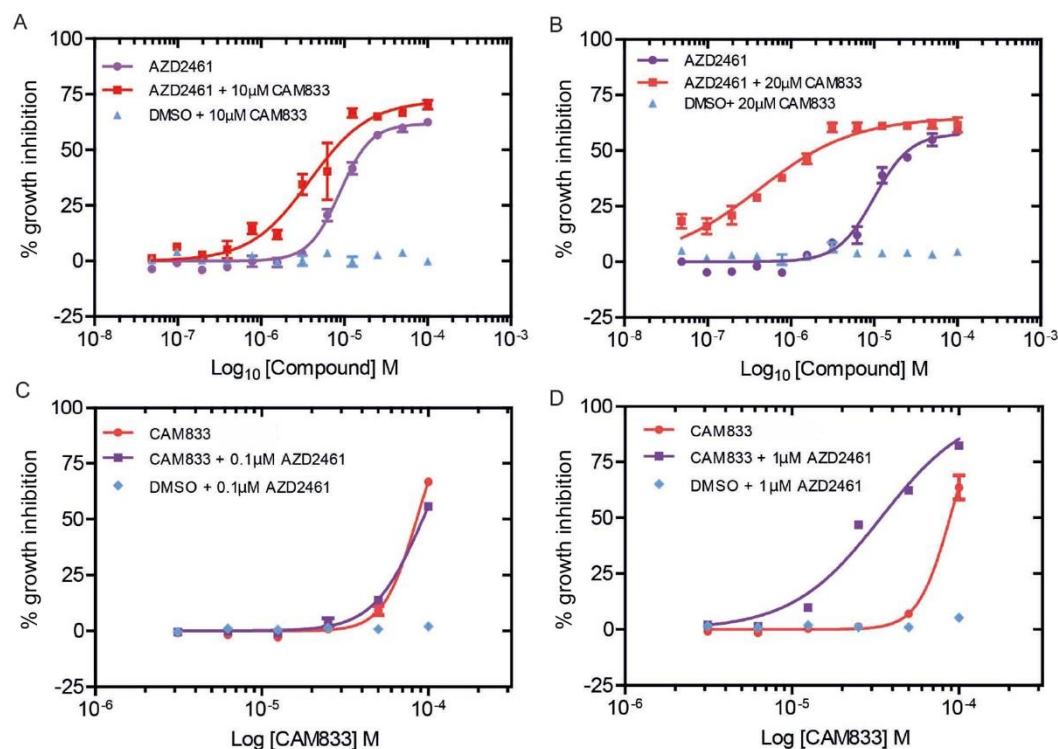 A
100
75
50
25
0
-25
% growth inhibition
AZD2461
AZD2461 + 10µM CAM833
DMSO + 10µM CAM833
10-8 10-7 10-6 10-5 10-4 10-3
Log10 [Compound] M
B
100
75
50
25
0
-25
% growth inhibition
AZD2461
AZD2461 + 20µM CAM833
DMSO+ 20µM CAM833
10-8 10-7 10-6 10-5 10-4 10-3
Log10 [Compound] M
C
100
75
50
25
0
-25
% growth inhibition
CAM833
CAM833 + 0.1µM AZD2461
DMSO + 0.1µM AZD2461
10-6 10-5 10-4
Log [CAM833] M
D
100
75
50
25
0
-25
% growth inhibition
CAM833
CAM833 + 1µM AZD2461
DMSO + 1µM AZD2461
10-6 10-5 10-4
Log [CAM833] M